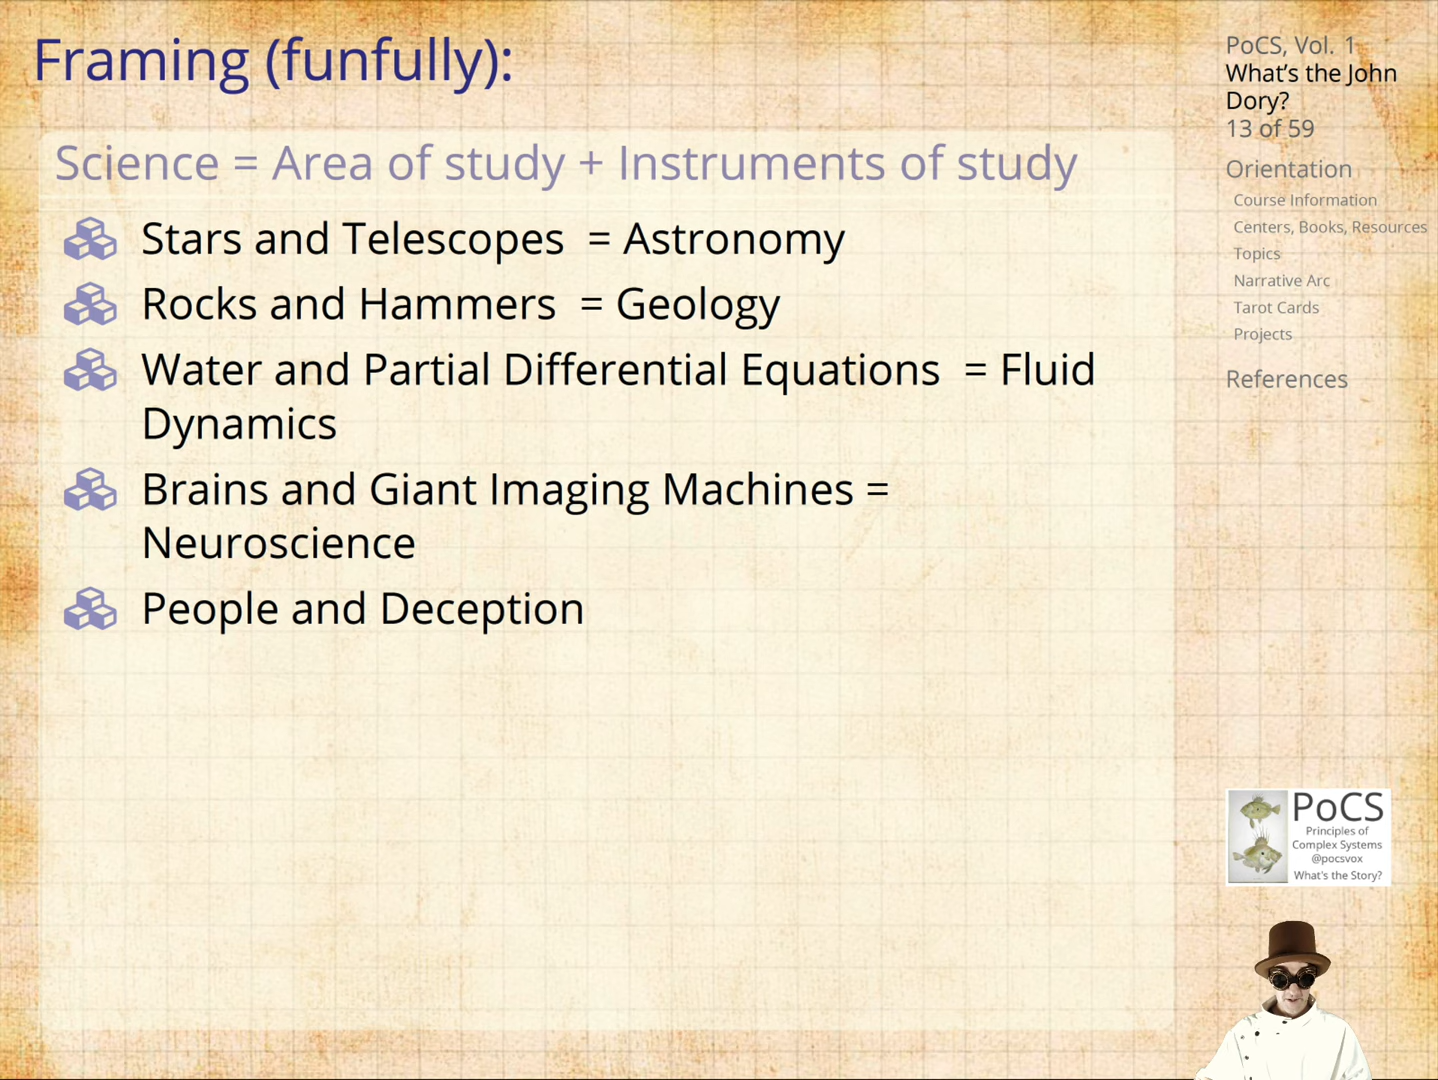 Framing (funfully):
Science = Area of study + Instruments of study
Stars and Telescopes = Astronomy
Rocks and Hammers = Geology
Water and Partial Differential Equations = Fluid
Dynamics
Brains and Giant Imaging Machines =
Neuroscience
People and Deception
PoCS, Vol. 1
What's the John
Dory?
13 of 59
Orientation
Course Information
Centers, Books, Resources
Topics
Narrative Arc
Tarot Cards
Projects
References
PoCS
Principles of
Complex Systems
@pocsvox
What's the Story?